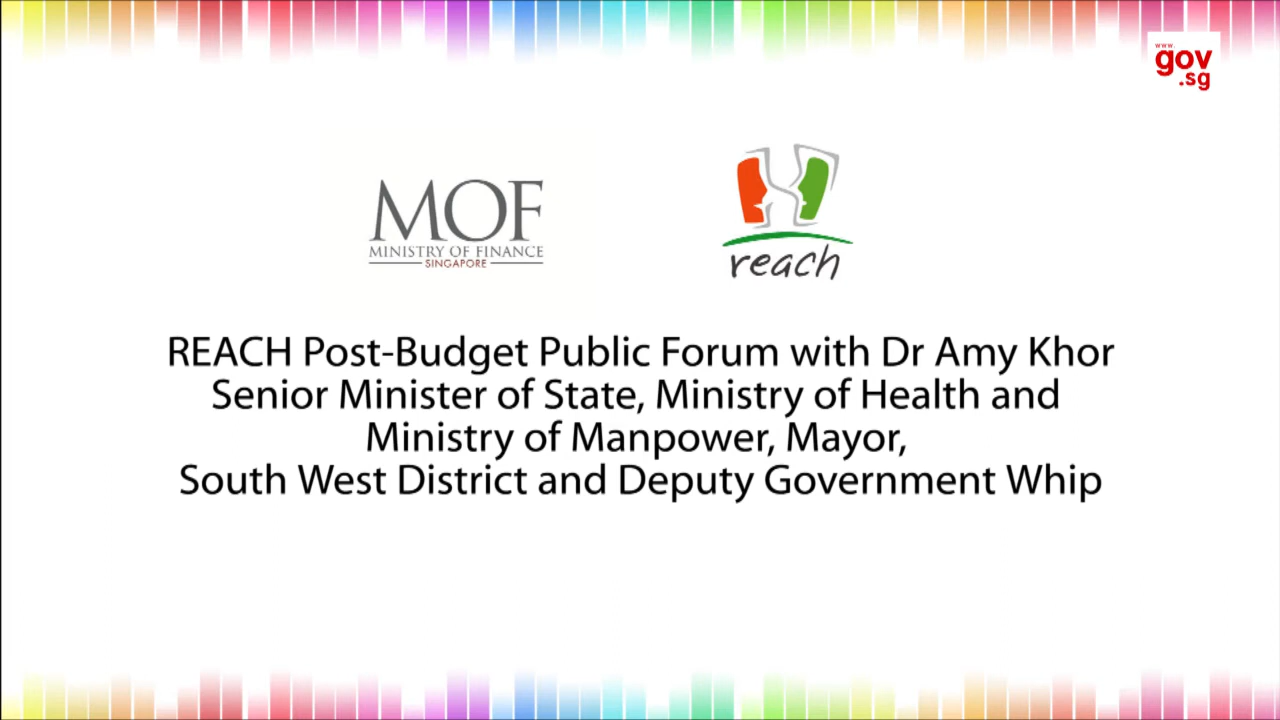 www.
gov
.sg
MOF
MINISTRY OF FINANCE
SINGAPORE
reach
REACH Post-Budget Public Forum with Dr Amy Khor
Senior Minister of State, Ministry of Health and
Ministry of Manpower, Mayor,
South West District and Deputy Government Whip